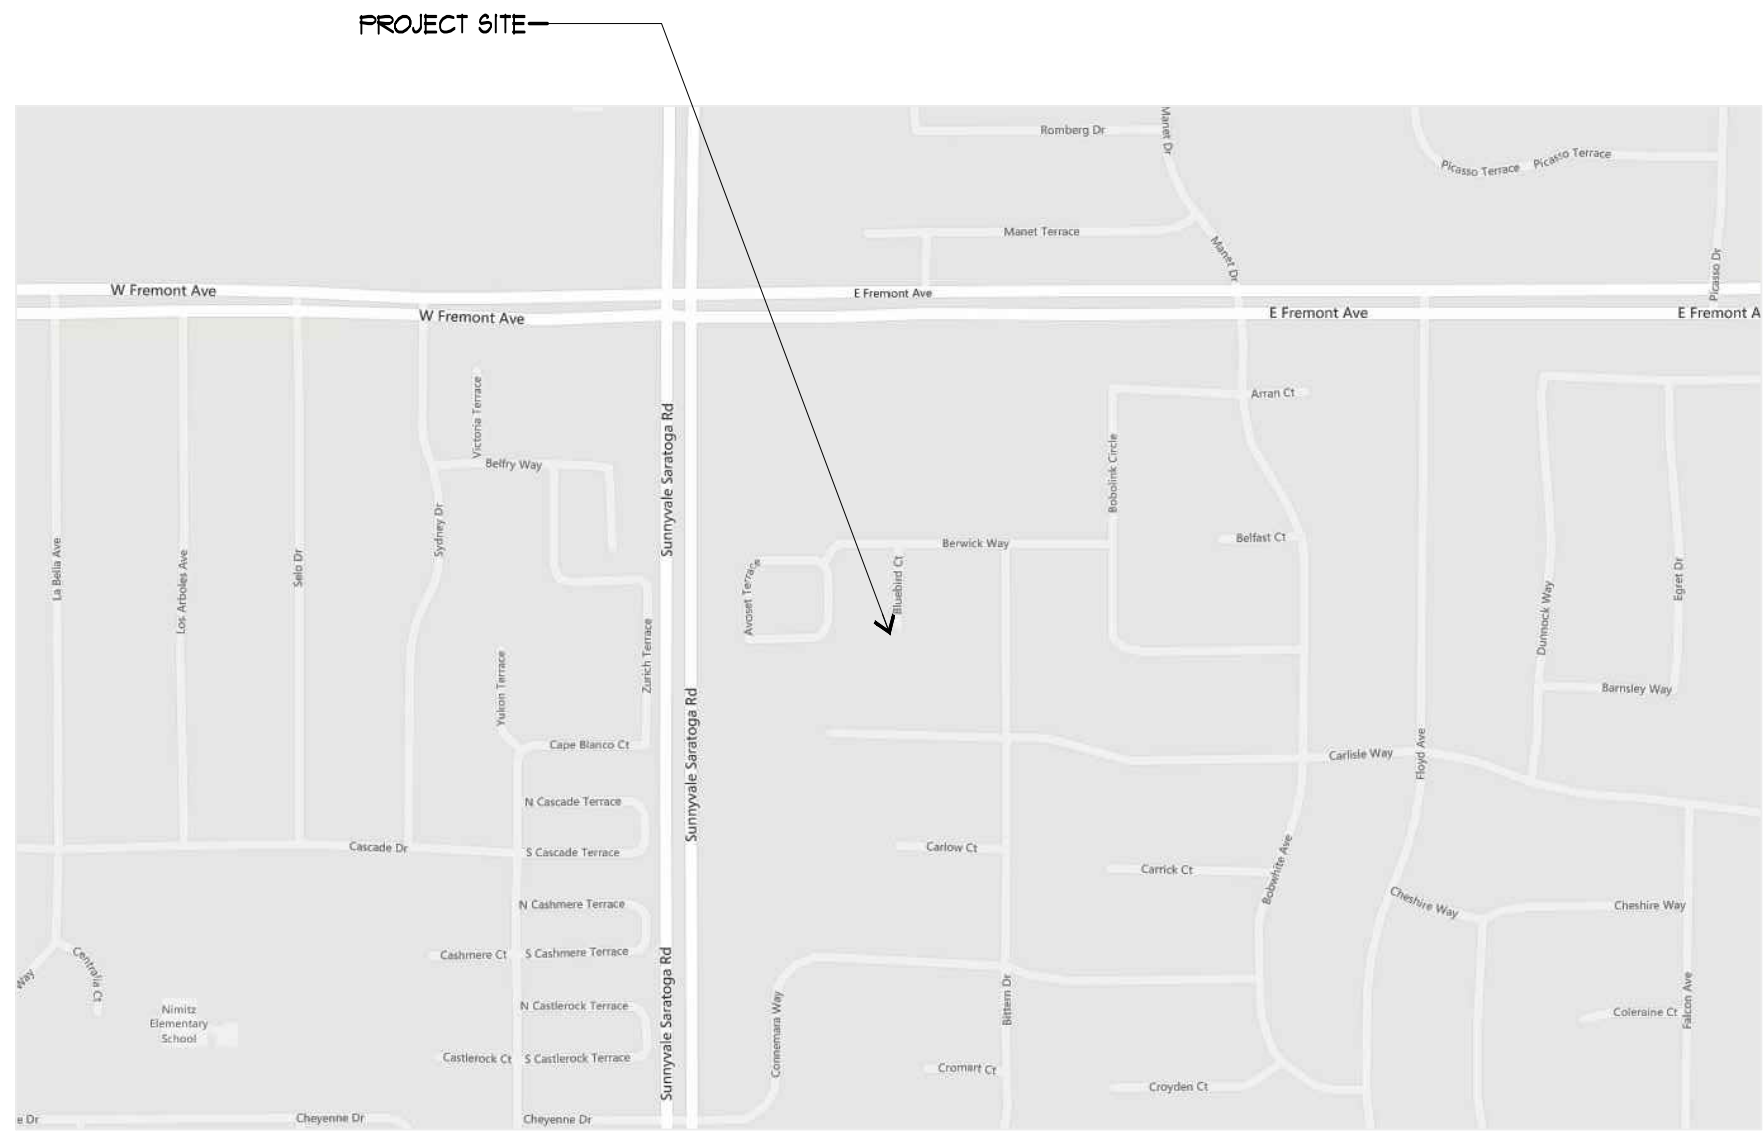 PROJECT SITE
Romberg Dr
Manet Dr
Picasso Terrace
Picasso Terrace
Manet Terrace
Manet Dr
Picasso Dr
W Fremont Ave
E Fremont Ave
W Fremont Ave
E Fremont Ave
E Fremont A
Victoria Terrace
Arran Ct
Belfry Way
Sunnyvale Saratoga Rd
Bobolink Circle
Sydney Dr
Berwick Way
Belfast Ct
La Bella Ave
Los Arboles Ave
Selo Dr
Avoset Terrace
Bluebird Ct
Egret Dr
Dunnock Way
Zurich Terrace
Yukon Terrace
Barnsley Way
Cape Blanco Ct
Sunnyvale Saratoga Rd
Carlisle Way
Floyd Ave
N Cascade Terrace
Cascade Dr
S Cascade Terrace
Carlow Ct
Carrick Ct
Bobwhite Ave
N Cashmere Terrace
Cheshire Way
Cheshire Way
Cashmere Ct
S Cashmere Terrace
Way
Centralia Ct
Sunnyvale Saratoga Rd
Connemara Way
Bittern Dr
Falcon Ave
N Castlerock Terrace
Coleraine Ct
Nimitz
Elementary
School
Castlerock Ct
S Castlerock Terrace
Cromart Ct
Croyden Ct
e Dr
Cheyenne Dr
Cheyenne Dr